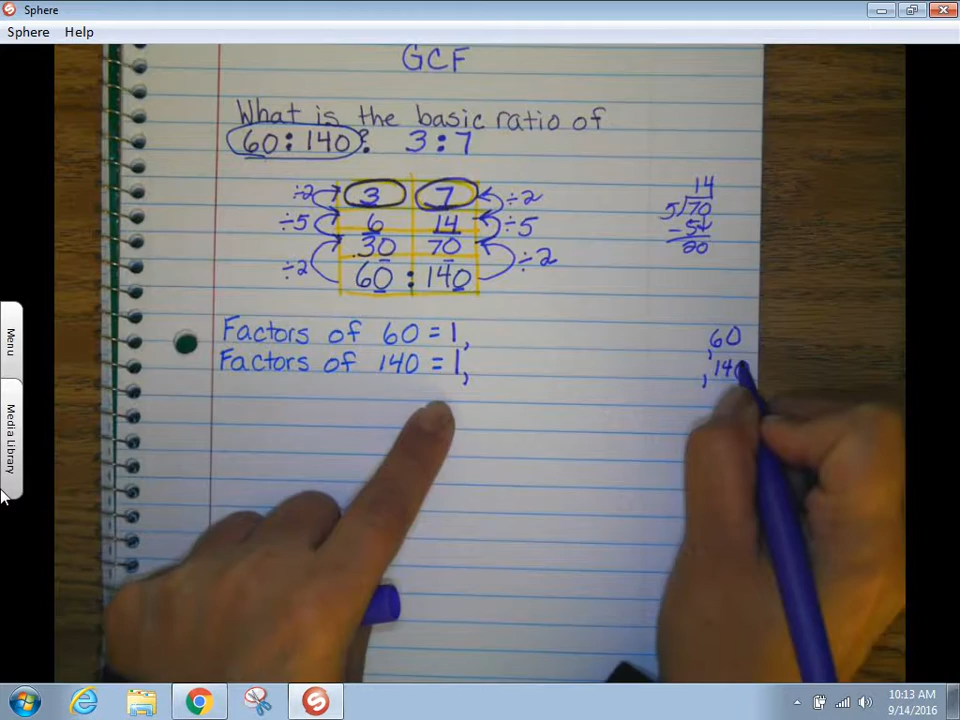 Sphere
Sphere Help
GCF
What is the basic ratio of
60:140? 3:7
÷2 3 7 ÷2
÷5 6 14 ÷5
30 70
÷2 60 : 140 ÷2
14
5)70
20
Factors of 60 = 1, ,60
Factors of 140 = 1, ,140
Menu
Media Library
10:13 AM
9/14/2016